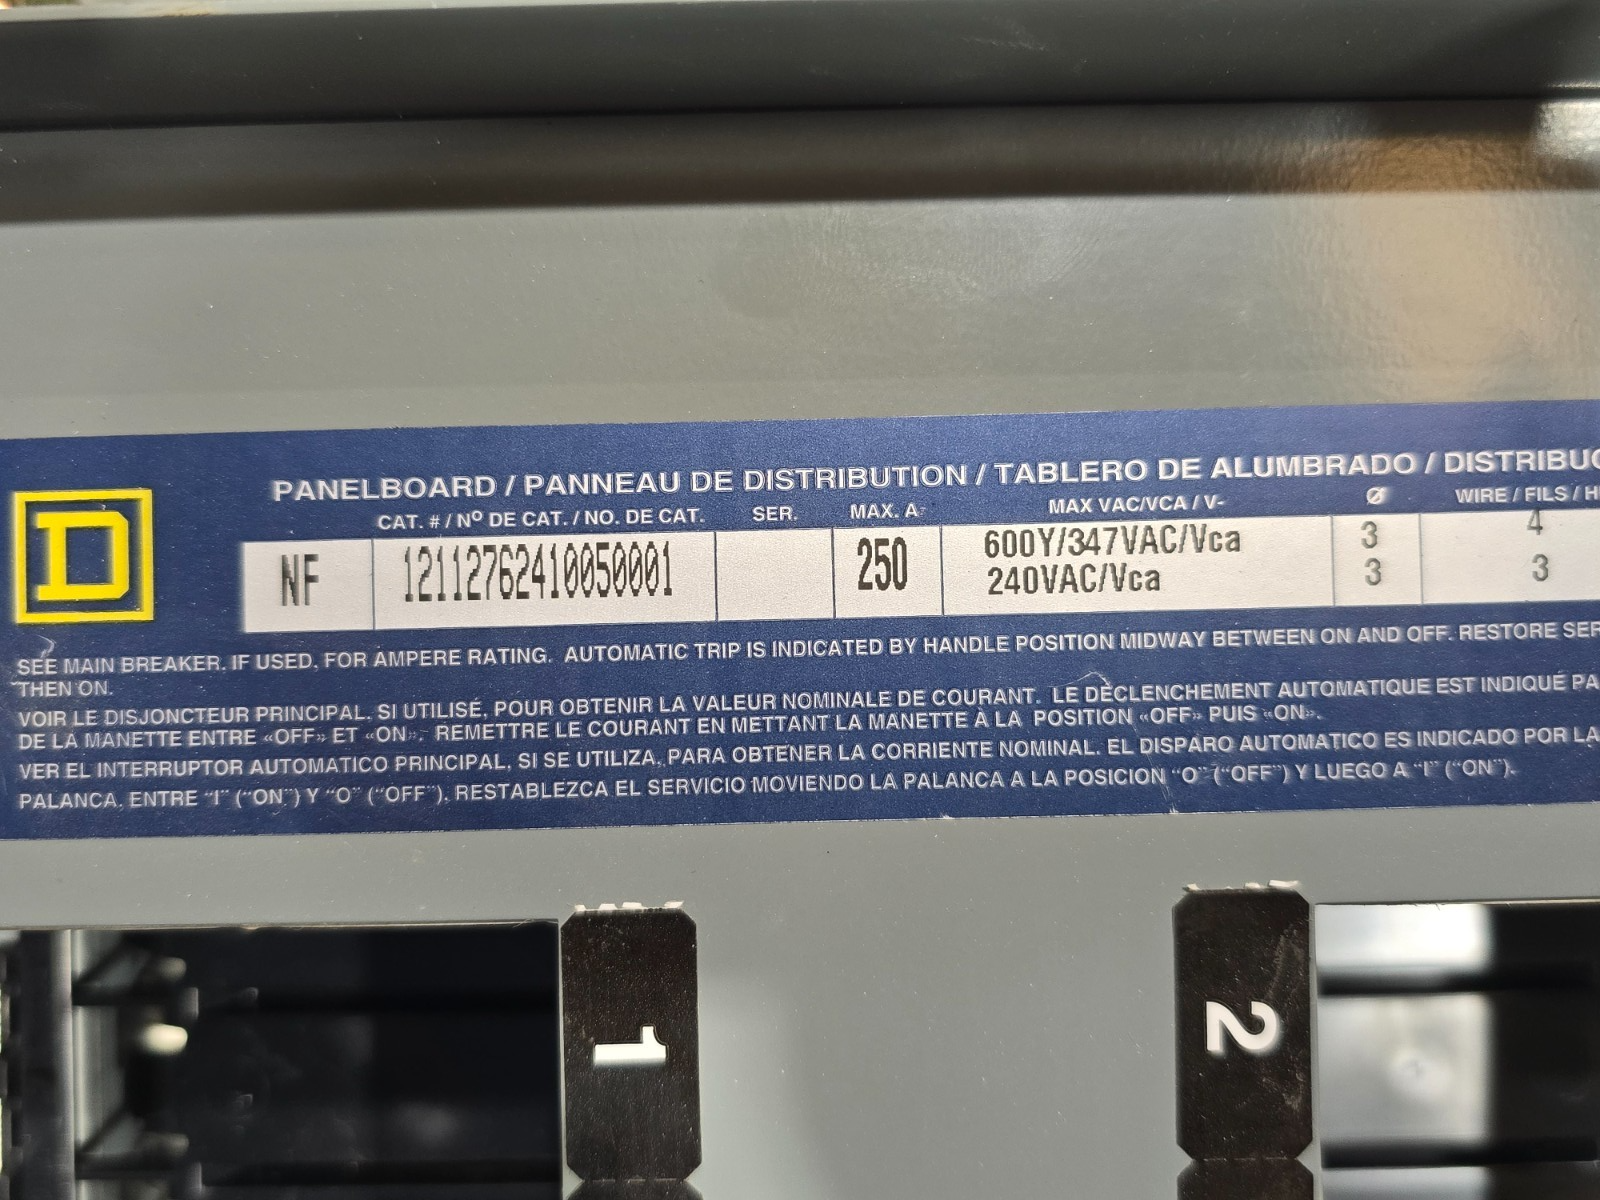 D
PANELBOARD / PANNEAU DE DISTRIBUTION / TABLERO DE ALUMBRADO / DISTRIBUC
CAT. # / Nº DE CAT. / NO. DE CAT. SER. MAX. A~ MAX VAC/VCA / V~ Ø WIRE / FILS / H
NF 12112762410050001 250 600Y/347VAC/Vca 3 4
240VAC/Vca 3 3
SEE MAIN BREAKER, IF USED, FOR AMPERE RATING. AUTOMATIC TRIP IS INDICATED BY HANDLE POSITION MIDWAY BETWEEN ON AND OFF. RESTORE SER
THEN ON.
VOIR LE DISJONCTEUR PRINCIPAL, SI UTILISÉ, POUR OBTENIR LA VALEUR NOMINALE DE COURANT. LE DÉCLENCHEMENT AUTOMATIQUE EST INDIQUÉ PA
DE LA MANETTE ENTRE «OFF» ET «ON». REMETTRE LE COURANT EN METTANT LA MANETTE À LA POSITION «OFF» PUIS «ON».
VER EL INTERRUPTOR AUTOMATICO PRINCIPAL, SI SE UTILIZA, PARA OBTENER LA CORRIENTE NOMINAL. EL DISPARO AUTOMATICO ES INDICADO POR LA
PALANCA, ENTRE "I" ("ON") Y "O" ("OFF"), RESTABLEZCA EL SERVICIO MOVIENDO LA PALANCA A LA POSICION "O" ("OFF") Y LUEGO A "I" ("ON").
1
2